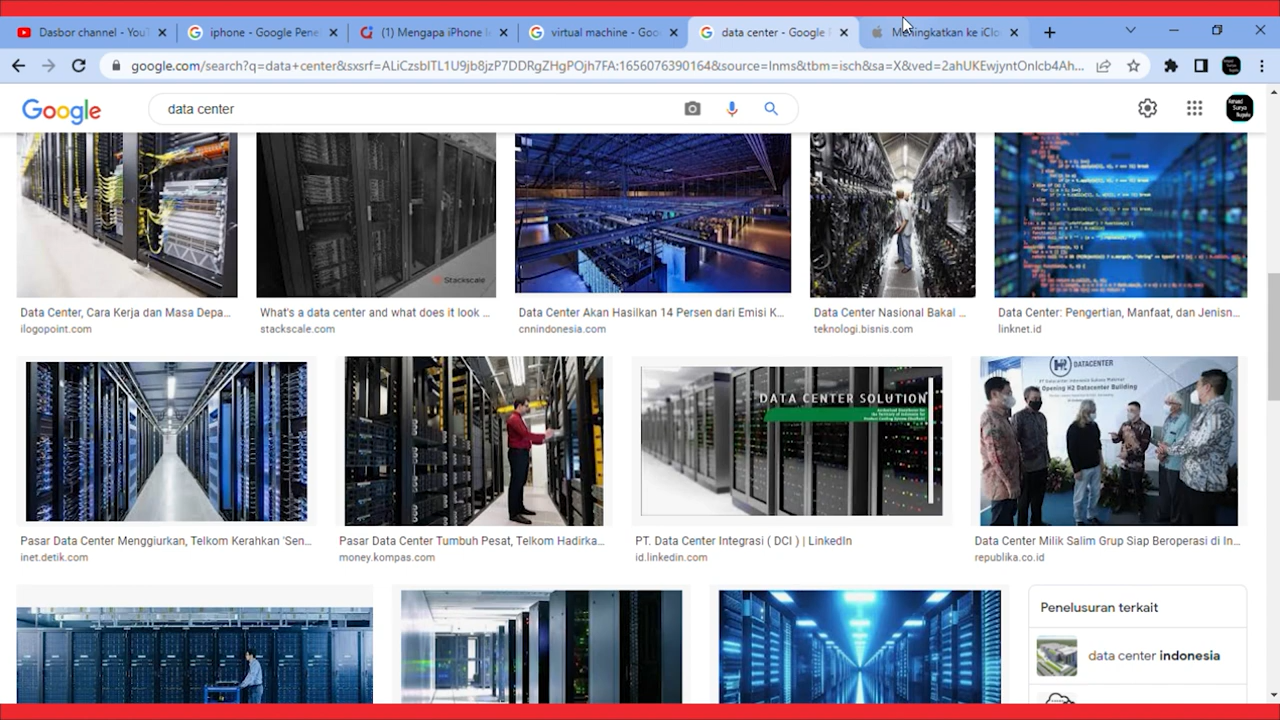 Dasbor channel - YouT
iphone - Google Pene
(1) Mengapa iPhone l
virtual machine - Goo
data center - Google P
Meningkatkan ke iClo
google.com/search?q=data+center&sxsrf=ALiCzsbITL1U9jb8jzP7DDRgZHgPOjh7FA:1656076390164&source=lnms&tbm=isch&sa=X&ved=2ahUKEwjyntOnlcb4Ah...
Google
data center
Stackscale
Data Center, Cara Kerja dan Masa Depa...
ilogopoint.com
What's a data center and what does it look ...
stackscale.com
Data Center Akan Hasilkan 14 Persen dari Emisi K...
cnnindonesia.com
Data Center Nasional Bakal ...
teknologi.bisnis.com
Data Center: Pengertian, Manfaat, dan Jenisn...
linknet.id
DATA CENTER SOLUTION
DATACENTER
Opening H2 Datacenter Building
Pasar Data Center Menggiurkan, Telkom Kerahkan 'Sen...
inet.detik.com
Pasar Data Center Tumbuh Pesat, Telkom Hadirka...
money.kompas.com
PT. Data Center Integrasi ( DCI ) | LinkedIn
id.linkedin.com
Data Center Milik Salim Grup Siap Beroperasi di In...
republika.co.id
Penelusuran terkait
data center indonesia